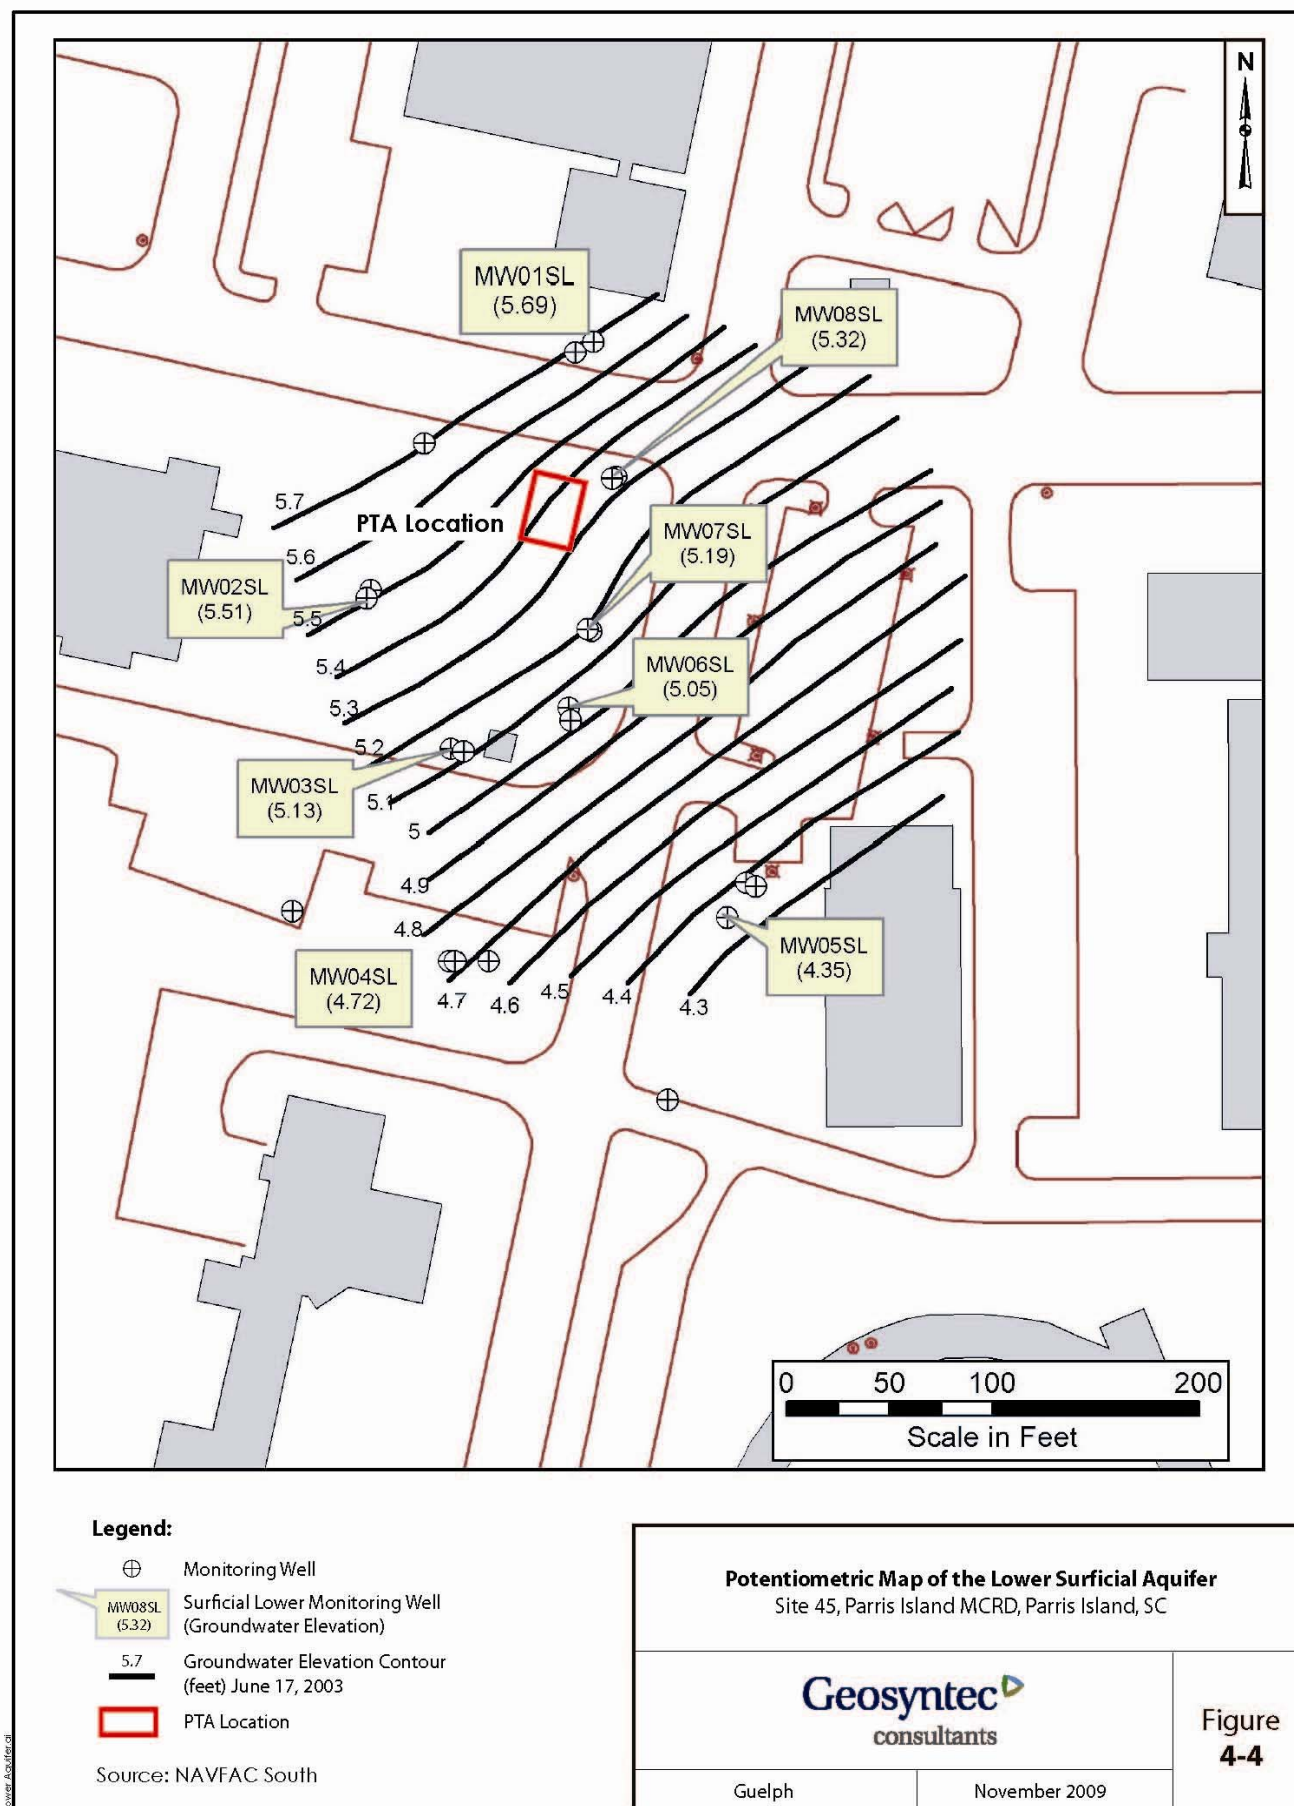 N
MW01SL
(5.69)
MW08SL
(5.32)
5.7
PTA Location
MW07SL
(5.19)
5.6
MW02SL
(5.51)
5.5
5.4
MW06SL
(5.05)
5.3
5.2
MW03SL
(5.13)
5.1
5
4.9
4.8
MW05SL
(4.35)
MW04SL
(4.72)
4.7
4.6
4.5
4.4
4.3
0 50 100 200
Scale in Feet
Legend:
Monitoring Well
MW08SL
(5.32)
Surficial Lower Monitoring Well
(Groundwater Elevation)
5.7
Groundwater Elevation Contour
(feet) June 17, 2003
PTA Location
Source: NAVFAC South
Potentiometric Map of the Lower Surficial Aquifer
Site 45, Parris Island MCRD, Parris Island, SC
Geosyntec
consultants
Figure
4-4
Guelph
November 2009
ower Aquifer.ai